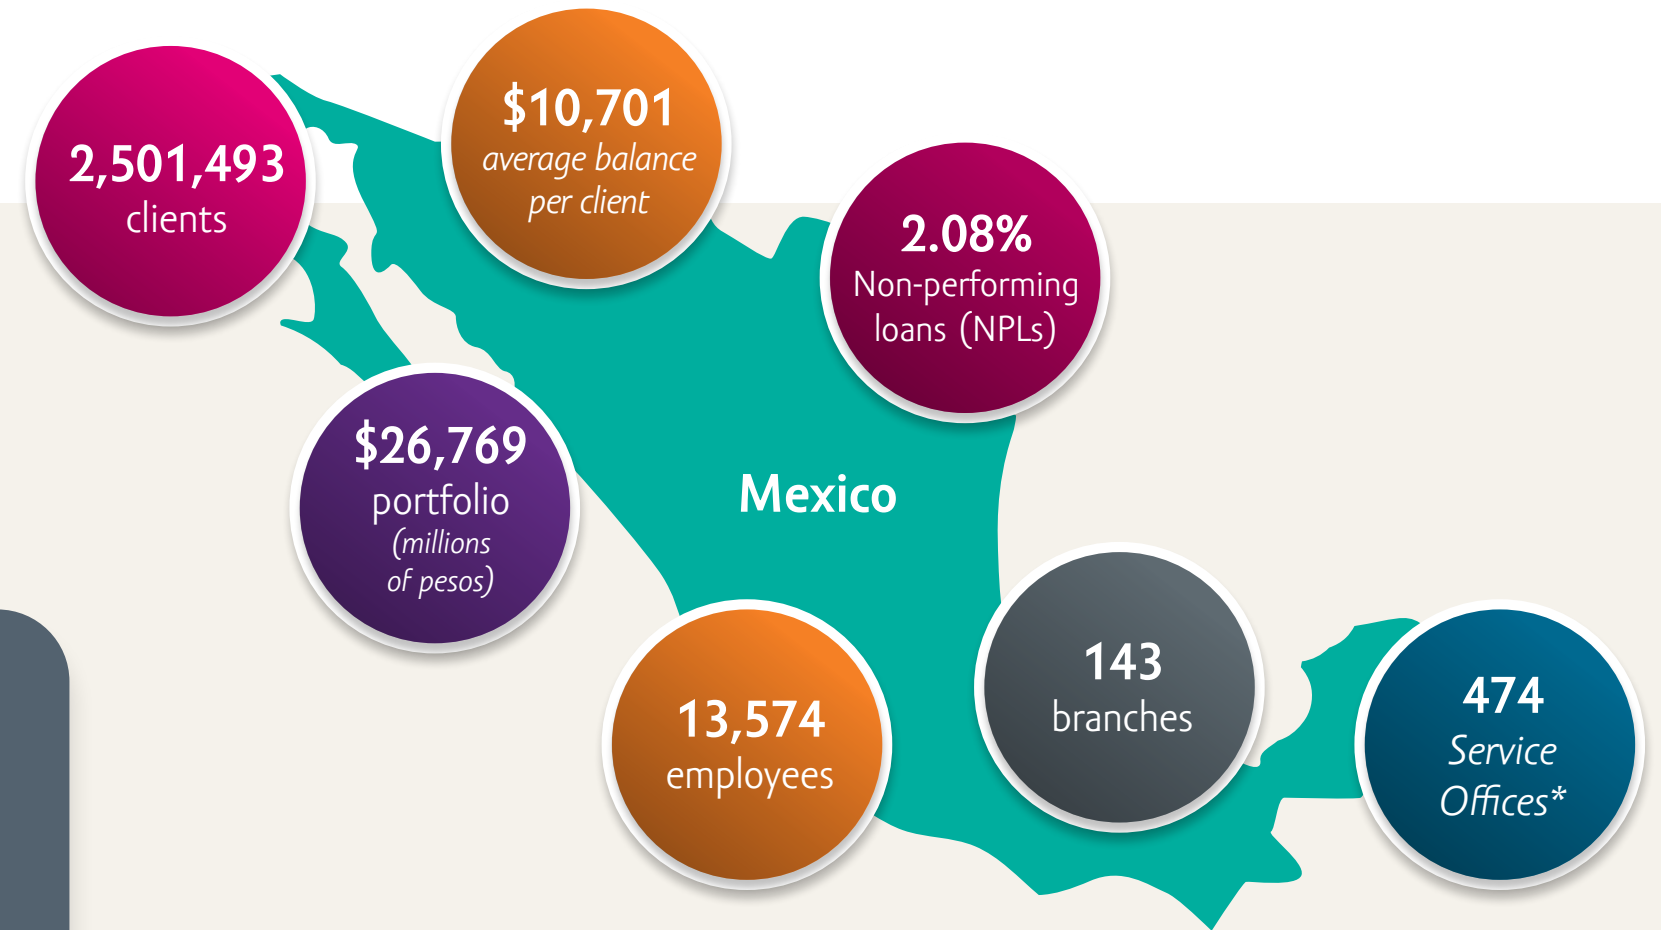 2,501,493
clients
$10,701
average balance
per client
2.08%
Non-performing
loans (NPLs)
$26,769
portfolio
(millions
of pesos)
Mexico
13,574
employees
143
branches
474
Service
Offices*